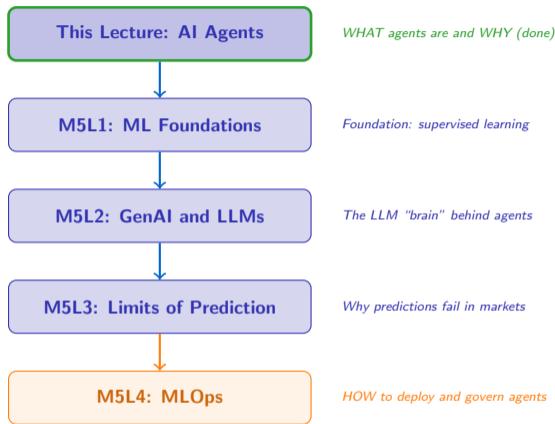 This Lecture: AI Agents
WHAT agents are and WHY (done)
M5L1: ML Foundations
Foundation: supervised learning
M5L2: GenAI and LLMs
The LLM “brain” behind agents
M5L3: Limits of Prediction
Why predictions fail in markets
M5L4: MLOps
HOW to deploy and govern agents